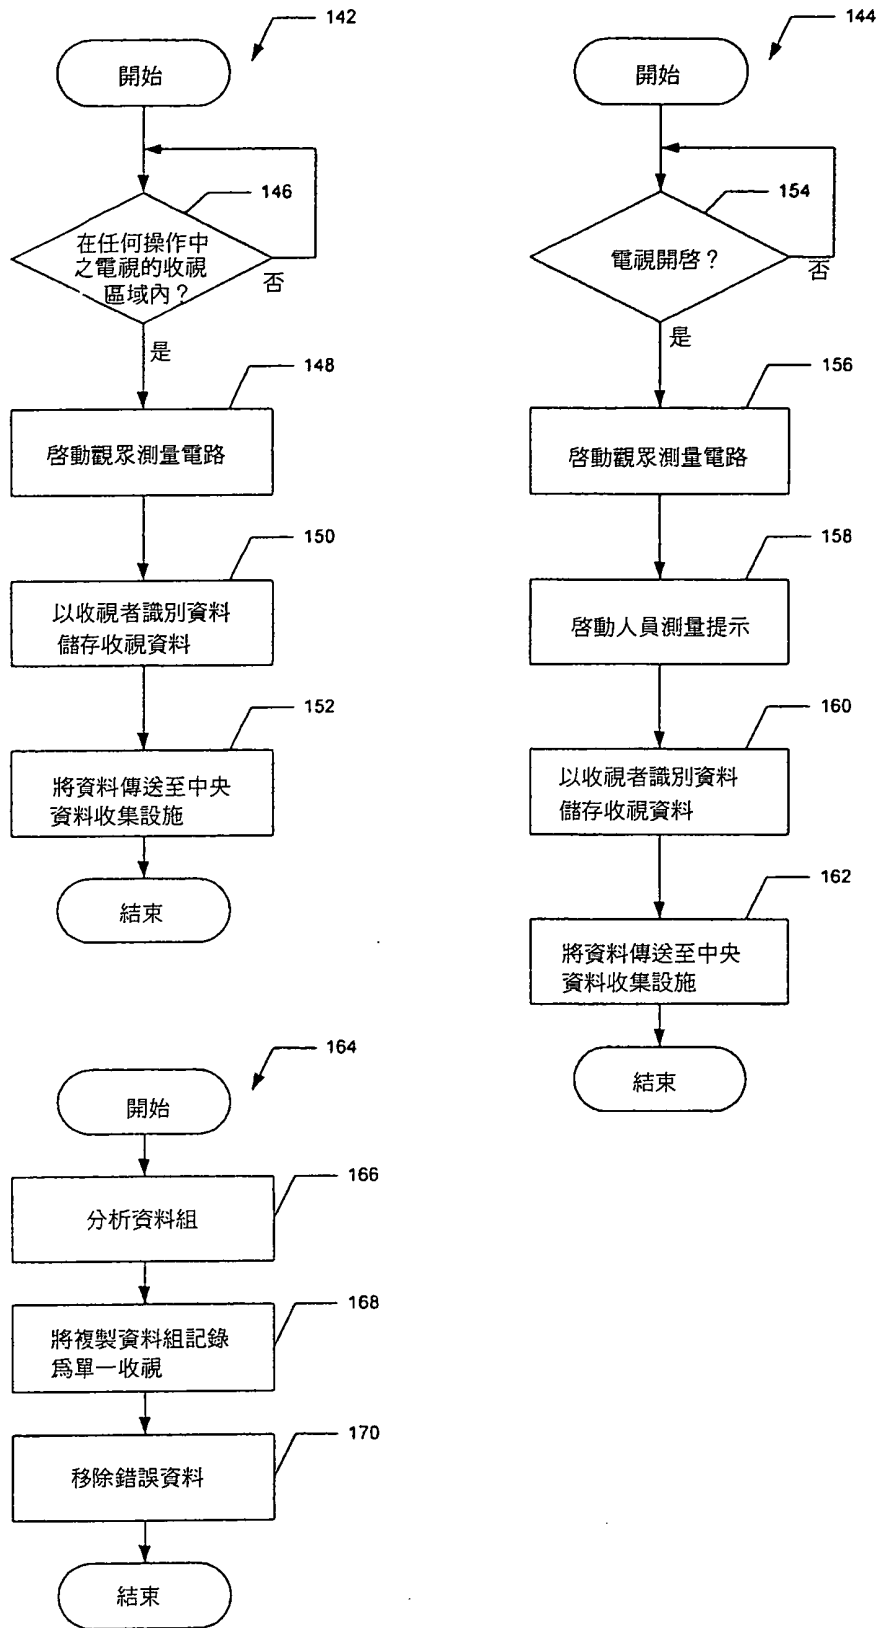 142
開始
146
在任何操作中
之電視的收視
區域內？
否
是
148
啓動觀眾測量電路
150
以收視者識別資料
儲存收視資料
152
將資料傳送至中央
資料收集設施
結束
144
開始
154
電視開啓？
否
是
156
啓動觀眾測量電路
158
啓動人員測量提示
160
以收視者識別資料
儲存收視資料
162
將資料傳送至中央
資料收集設施
結束
164
開始
166
分析資料組
168
將複製資料組記錄
爲單一收視
170
移除錯誤資料
結束